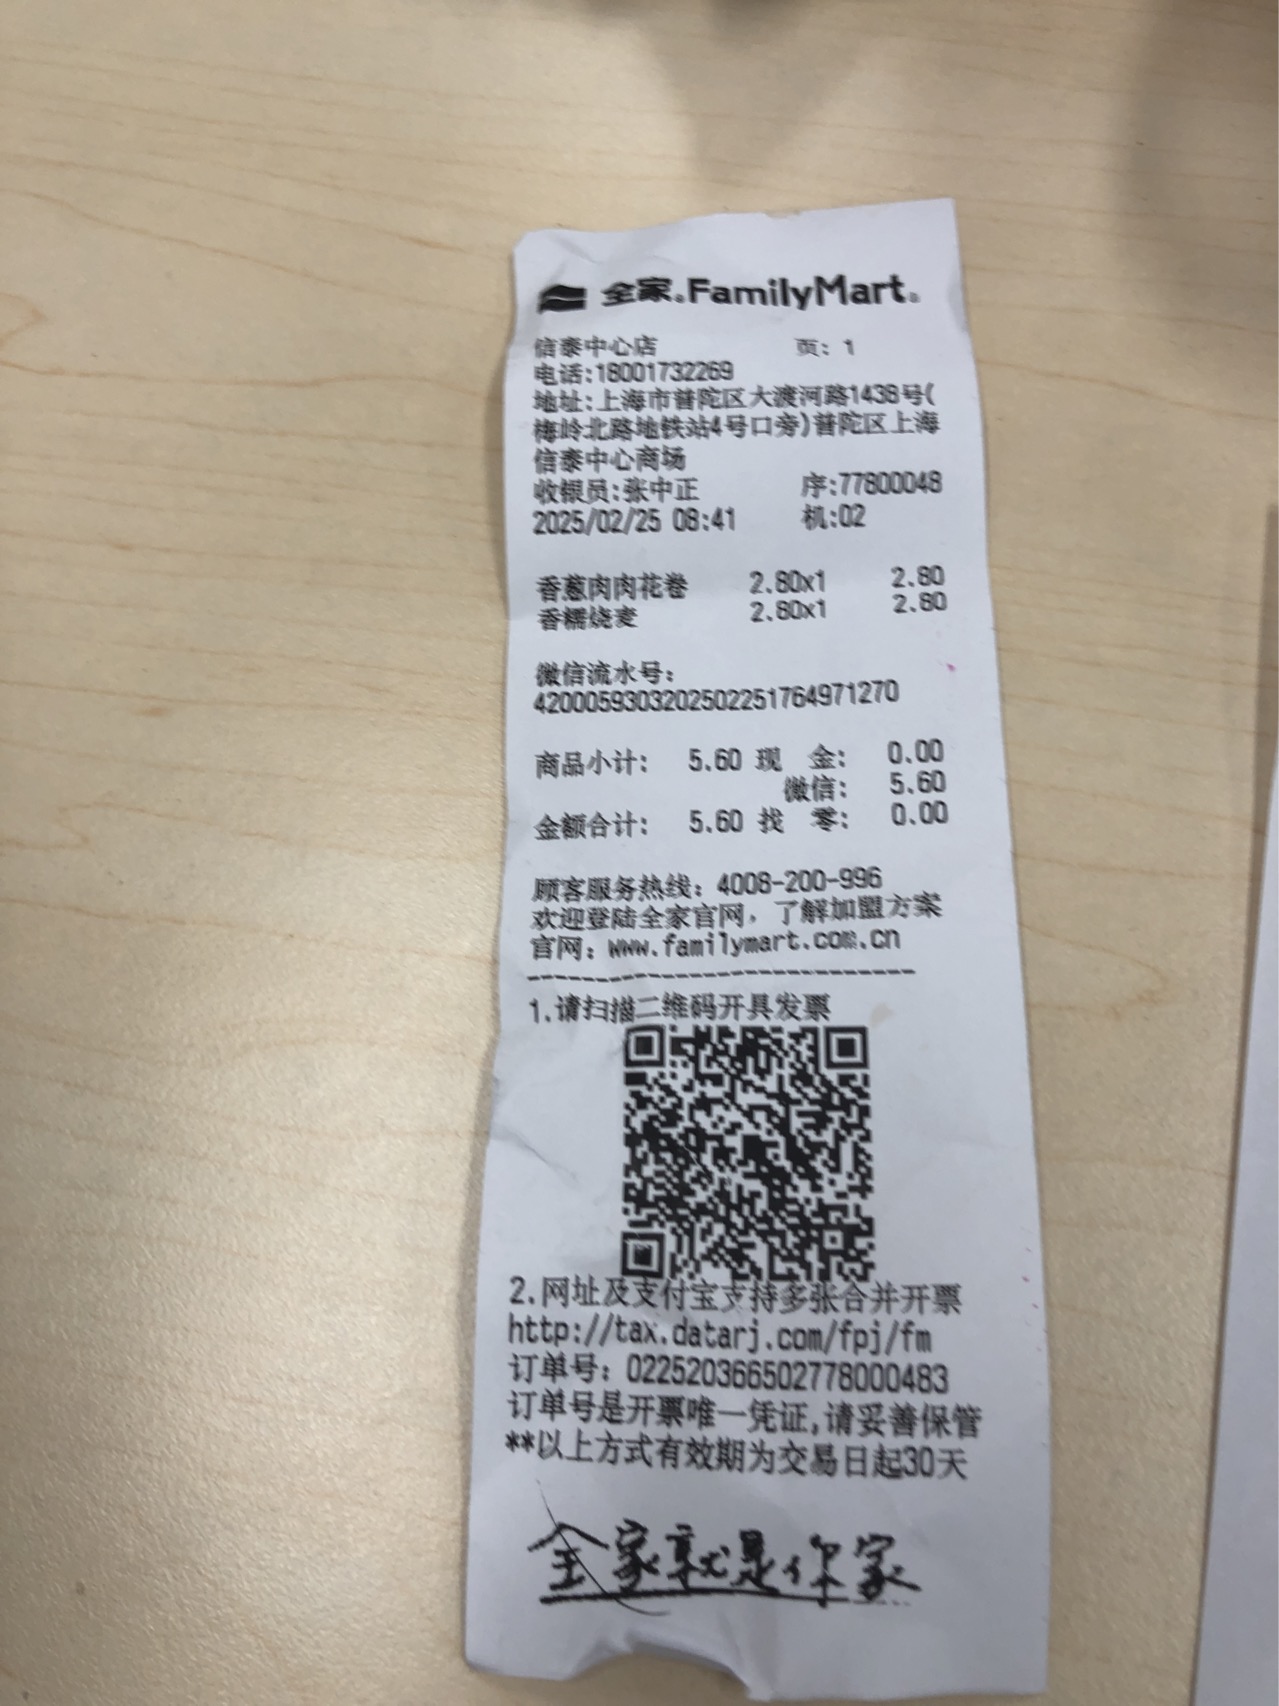 全家。FamilyMart。
信泰中心店 页: 1
电话:18001732269
地址:上海市普陀区大渡河路1438号(
梅岭北路地铁站4号口旁)普陀区上海
信泰中心商场
收银员:张中正 序:77800048
2025/02/25 08:41 机:02
香葱肉肉花卷 2.80x1 2.80
香糯烧麦 2.80x1 2.80
微信流水号:
4200059303202502251764971270
商品小计: 5.60 现 金: 0.00
微信: 5.60
金额合计: 5.60 找 零: 0.00
顾客服务热线: 4008-200-996
欢迎登陆全家官网, 了解加盟方案
官网: www.familymart.com.cn
------------------------------
1.请扫描二维码开具发票
2.网址及支付宝支持多张合并开票
http://tax.datarj.com/fpj/fm
订单号: 0225203665027780​00483
订单号是开票唯一凭证,请妥善保管
**以上方式有效期为交易日起30天
全家就是你家